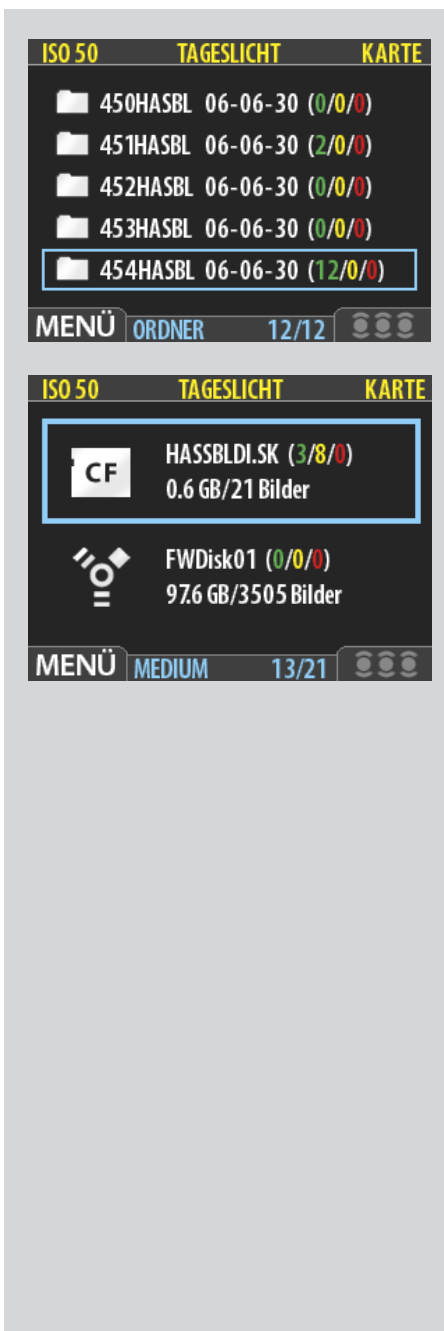 ISO 50 TAGESLICHT KARTE
450HASBL 06-06-30 (0/0/0)
451HASBL 06-06-30 (2/0/0)
452HASBL 06-06-30 (0/0/0)
453HASBL 06-06-30 (0/0/0)
454HASBL 06-06-30 (12/0/0)
MENÜ ORDNER 12/12
ISO 50 TAGESLICHT KARTE
CF HASSBLDI.SK (3/8/0)
0.6 GB/21 Bilder
FWDisk01 (0/0/0)
97.6 GB/3505 Bilder
MENÜ MEDIUM 13/21